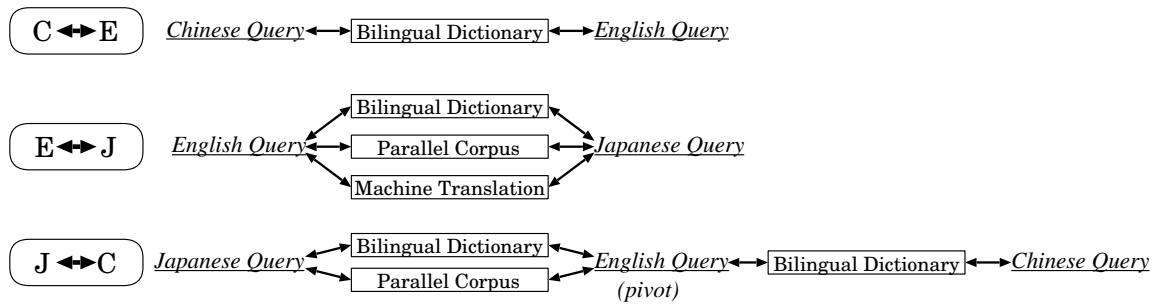 C E Chinese Query Bilingual Dictionary English Query
Bilingual Dictionary
E J English Query Parallel Corpus Japanese Query
Machine Translation
J C Japanese Query Bilingual Dictionary English Query Bilingual Dictionary Chinese Query
Parallel Corpus
(pivot)